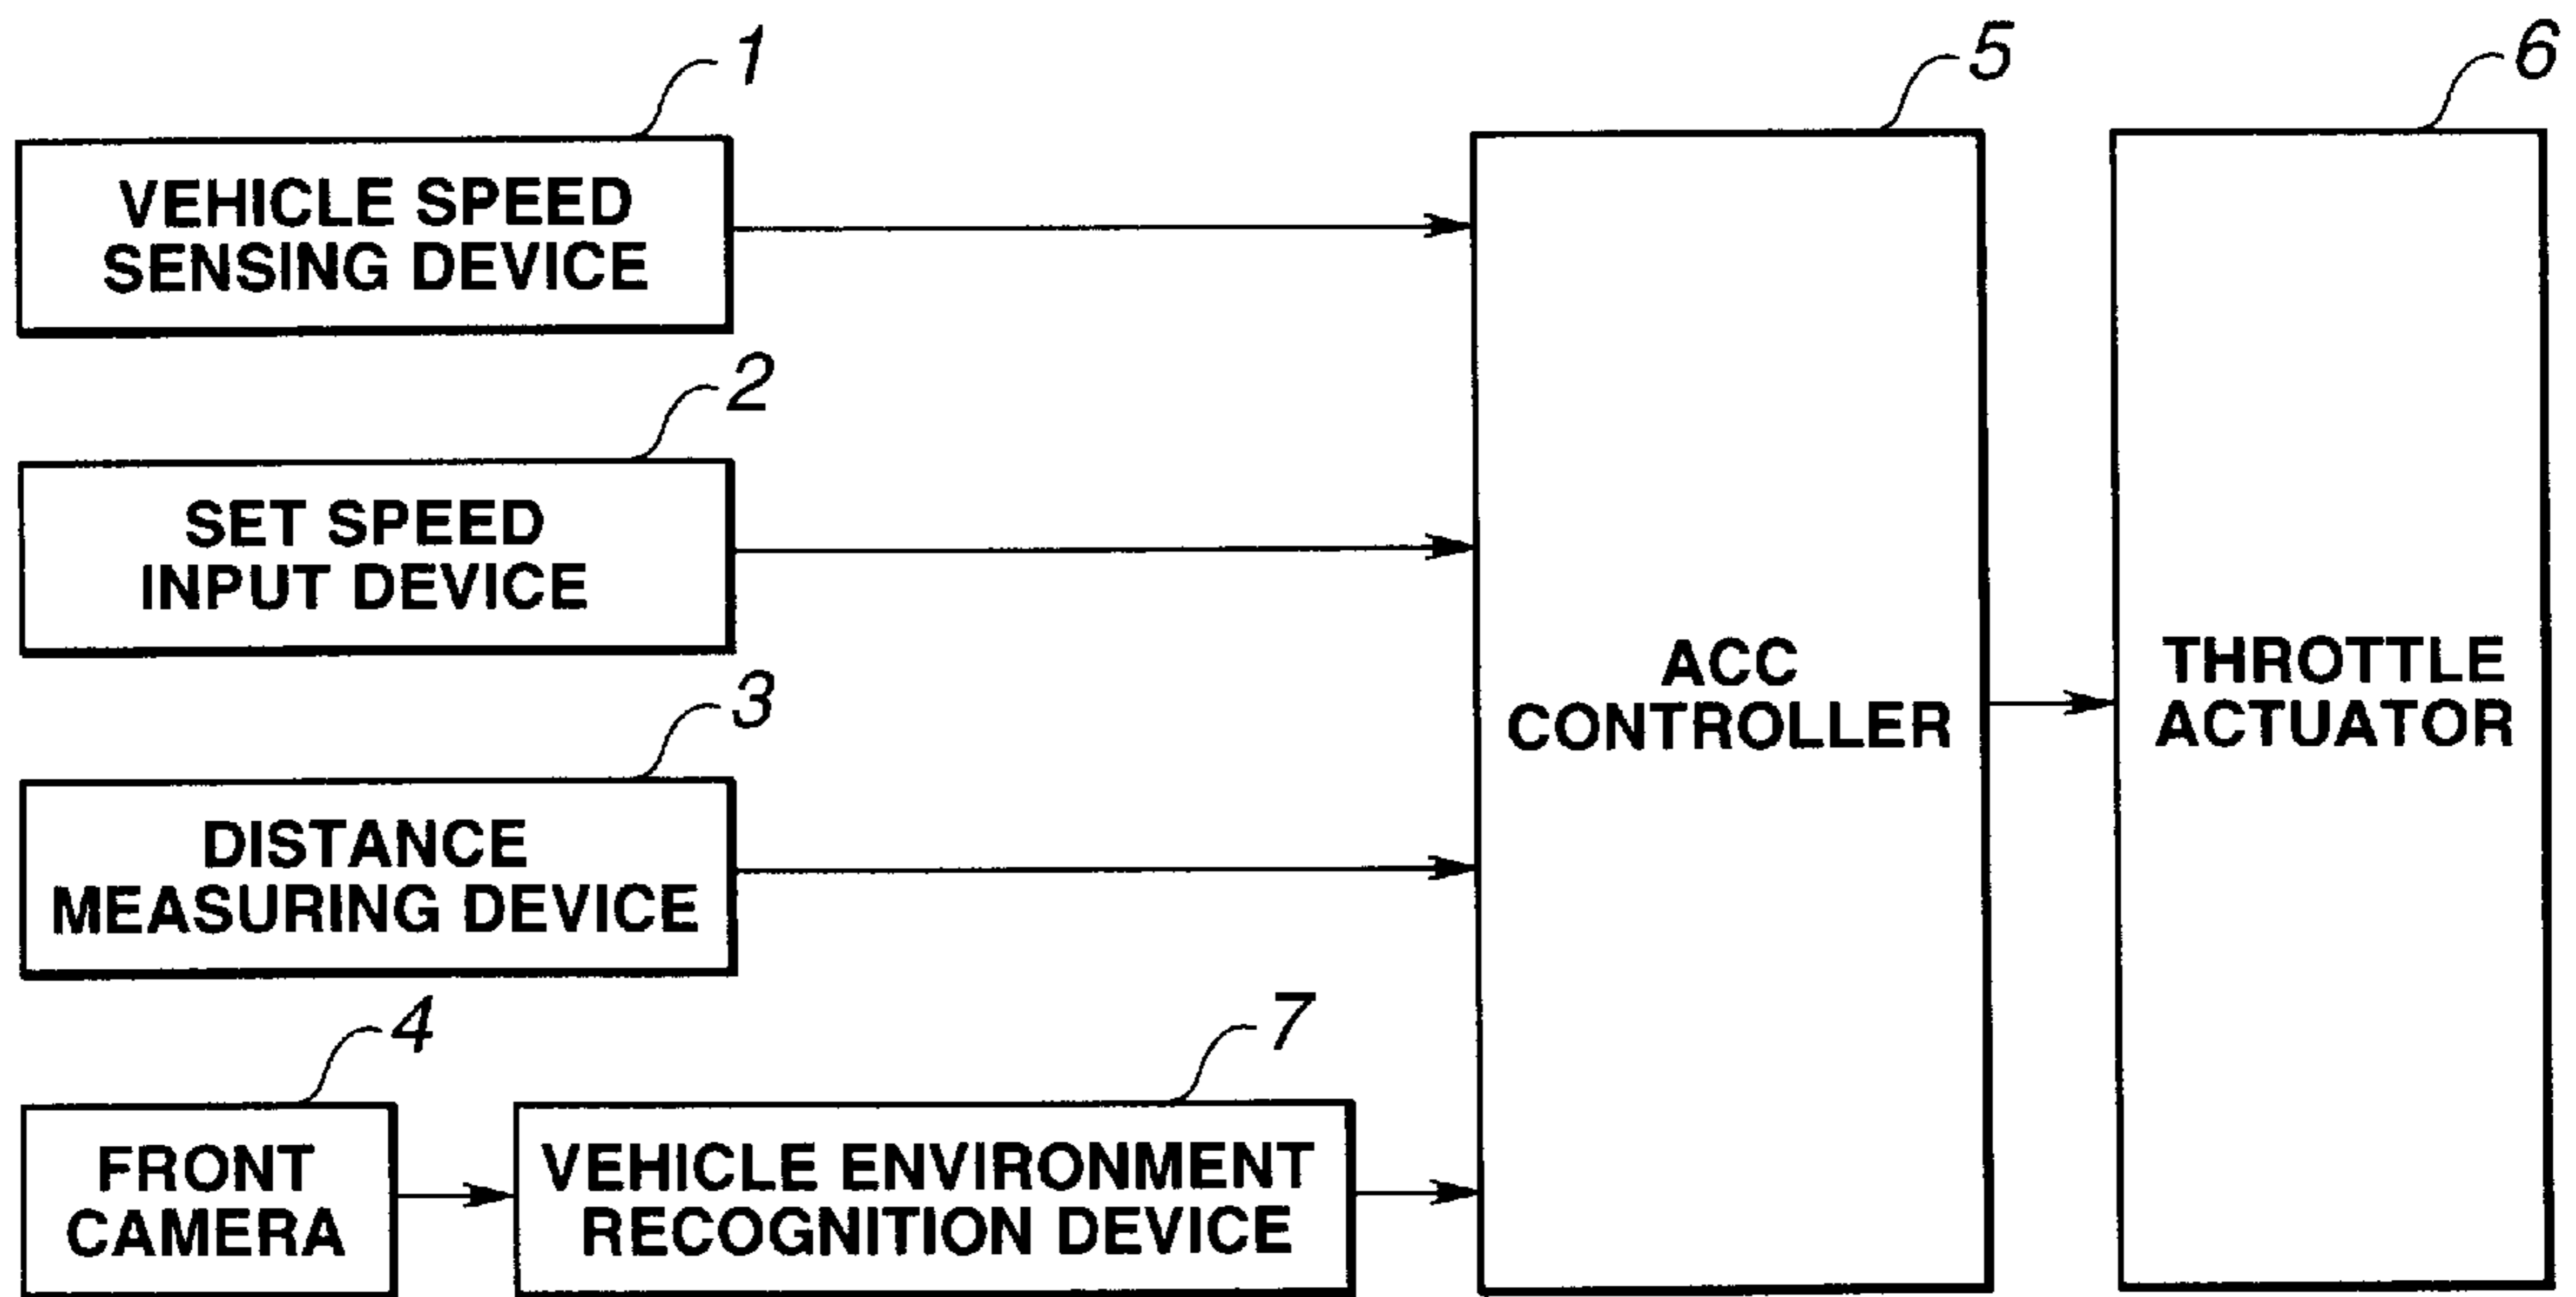 1
VEHICLE SPEED
SENSING DEVICE
2
SET SPEED
INPUT DEVICE
3
DISTANCE
MEASURING DEVICE
4
FRONT
CAMERA
7
VEHICLE ENVIRONMENT
RECOGNITION DEVICE
5
ACC
CONTROLLER
6
THROTTLE
ACTUATOR